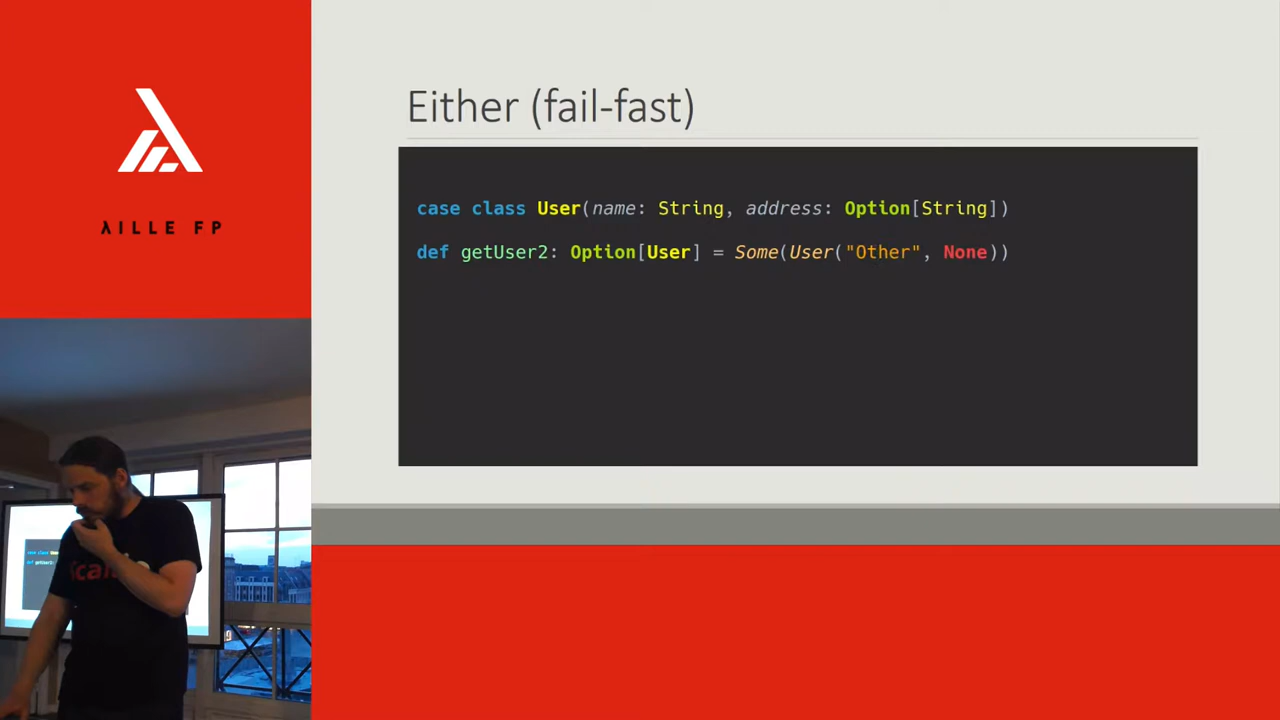 λILLE FP
Either (fail-fast)
case class User(name: String, address: Option[String])
def getUser2: Option[User] = Some(User("Other", None))